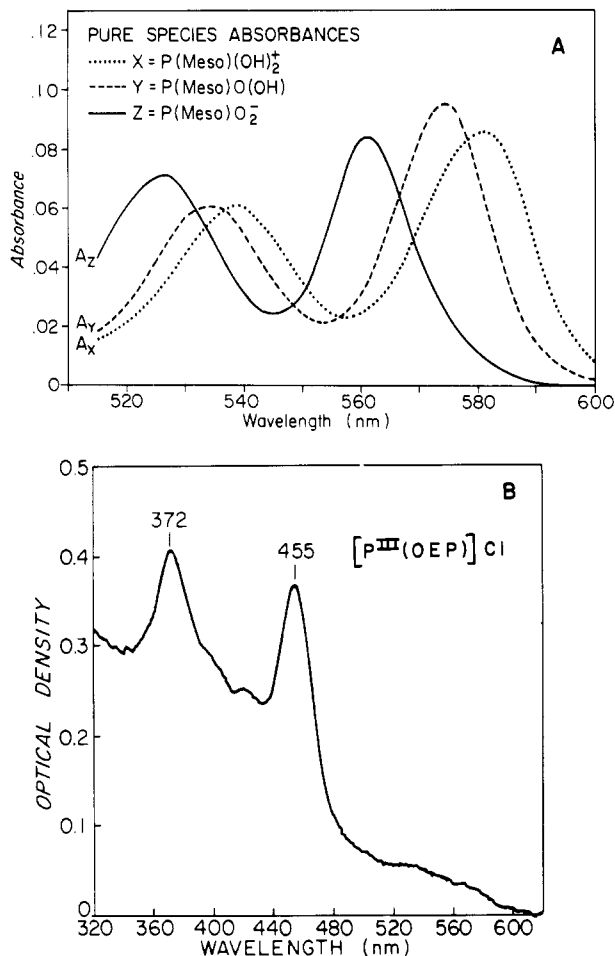 .12
PURE SPECIES ABSORBANCES
A
X = P(Meso)(OH)₂⁺
.10
Y = P(Meso)O(OH)
Z = P(Meso)O₂⁻
.08
Absorbance
.06
.04
A_Z
.02
A_Y
A_X
0
520 540 560 580 600
Wavelength (nm)
0.5
B
372
455
[Pᴵᴵᴵ(OEP)]Cl
0.4
0.3
OPTICAL DENSITY
0.2
0.1
0
320 360 400 440 480 520 560 600
WAVELENGTH (nm)